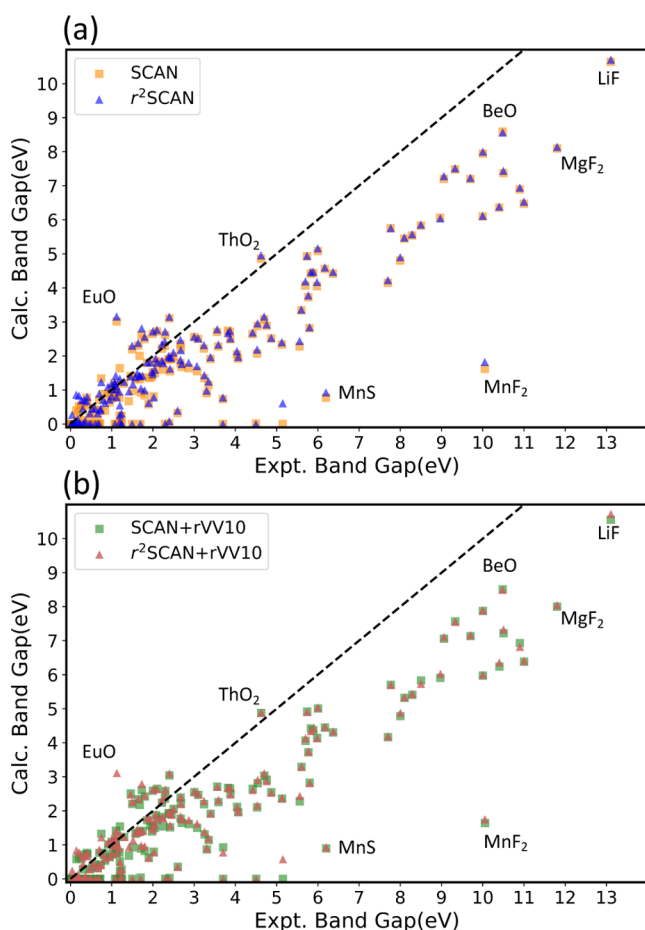 (a)
SCAN
r²SCAN
LiF
BeO
MgF₂
ThO₂
EuO
MnS
MnF₂
10
9
8
7
6
5
4
3
2
1
0
Calc. Band Gap(eV)
0 1 2 3 4 5 6 7 8 9 10 11 12 13
Expt. Band Gap(eV)
(b)
SCAN+rVV10
r²SCAN+rVV10
LiF
BeO
MgF₂
ThO₂
EuO
MnS
MnF₂
10
9
8
7
6
5
4
3
2
1
0
Calc. Band Gap(eV)
0 1 2 3 4 5 6 7 8 9 10 11 12 13
Expt. Band Gap(eV)